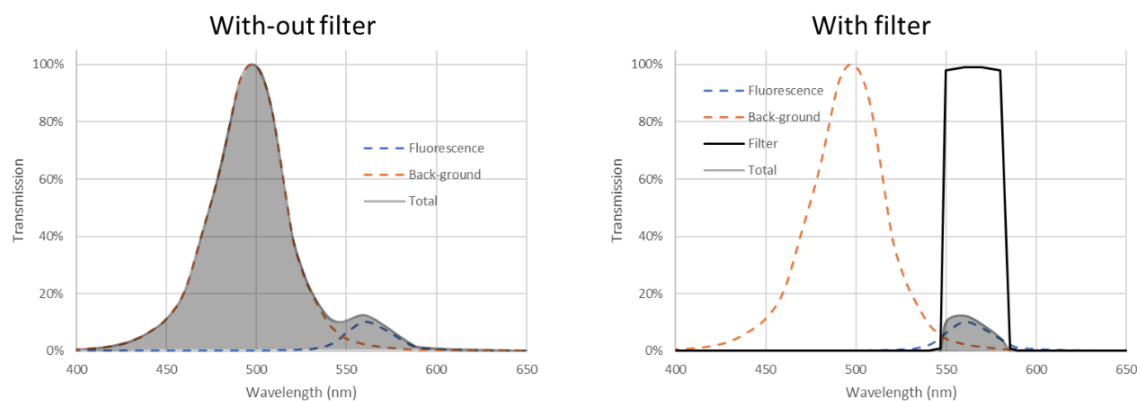 With-out filter
100%
80%
60%
40%
20%
0%
Transmission
Fluorescence
Back-ground
Total
400 450 500 550 600 650
Wavelength (nm)
With filter
100%
80%
60%
40%
20%
0%
Transmission
Fluorescence
Back-ground
Filter
Total
400 450 500 550 600 650
Wavelength (nm)